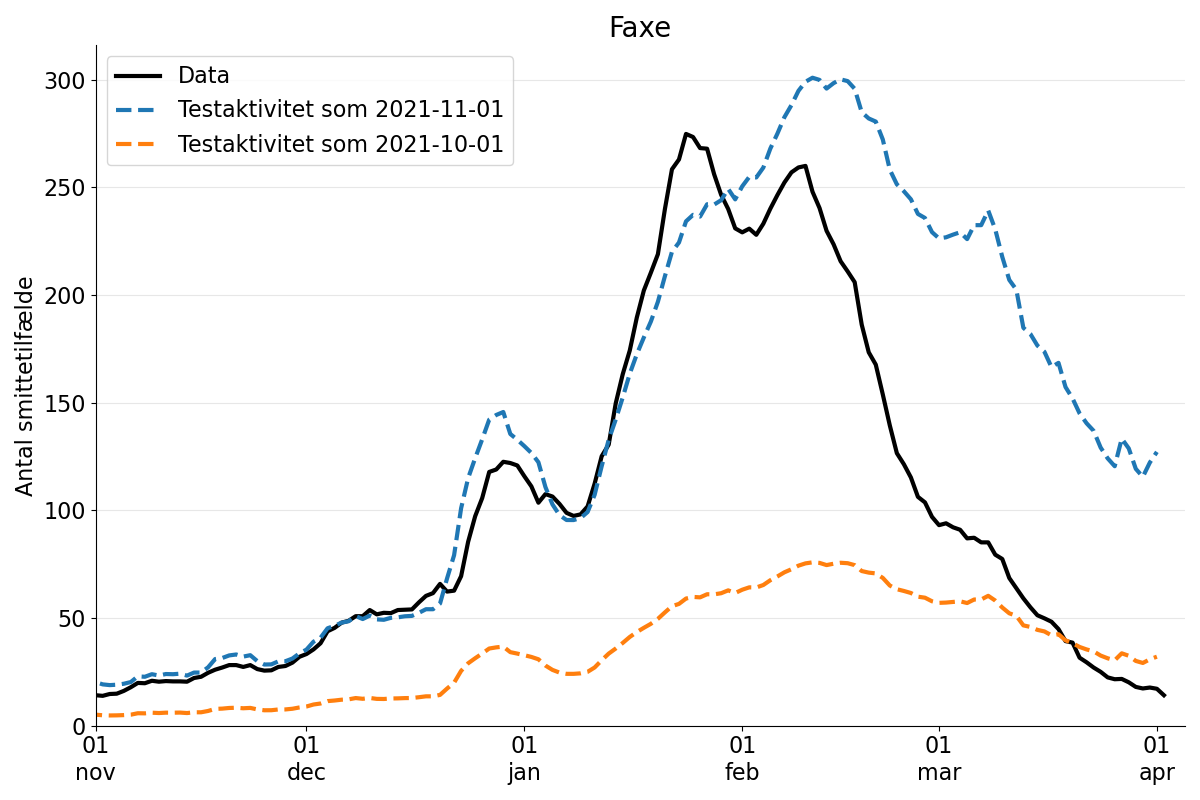 Faxe
Data
Testaktivitet som 2021-11-01
Testaktivitet som 2021-10-01
Antal smittetilfælde
300
250
200
150
100
50
0
01 01 01 01 01 01
nov dec jan feb mar apr